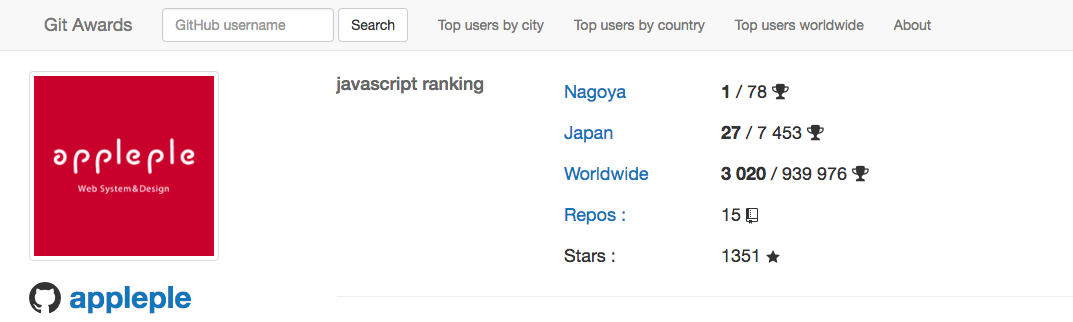 Git Awards GitHub username Search Top users by city Top users by country Top users worldwide About
appleple
Web System&Design
appleple
javascript ranking
Nagoya 1 / 78
Japan 27 / 7 453
Worldwide 3 020 / 939 976
Repos : 15
Stars : 1351